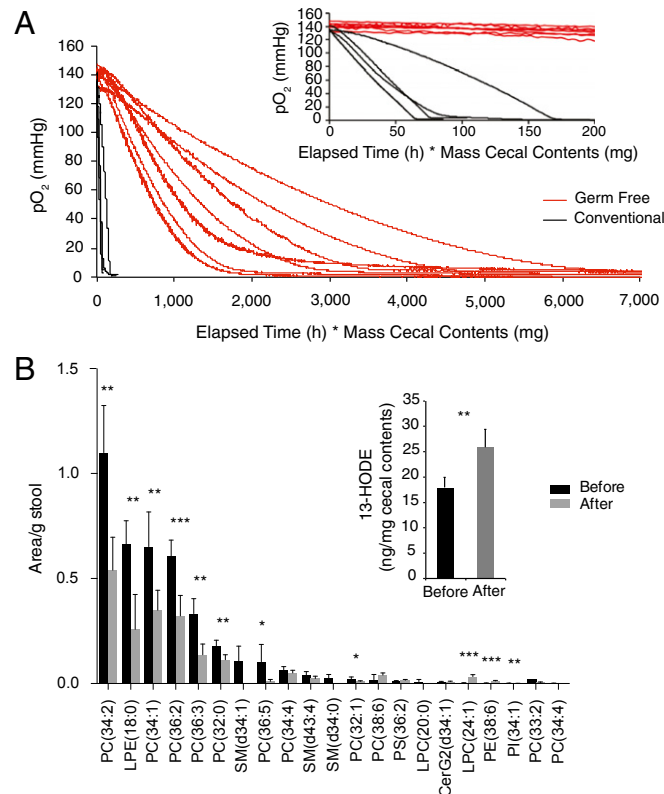 A
160
140
120
100
80
60
40
20
0
pO2 (mmHg)
0
1,000
2,000
3,000
4,000
5,000
6,000
7,000
Elapsed Time (h) * Mass Cecal Contents (mg)
160
140
120
100
80
60
40
20
0
pO2 (mmHg)
0
50
100
150
200
Elapsed Time (h) * Mass Cecal Contents (mg)
Germ Free
Conventional
B
1.5
1.0
0.5
0.0
Area/g stool
**
**
**
***
**
**
*
*
***
***
**
PC(34:2)
LPE(18:0)
PC(34:1)
PC(36:2)
PC(36:3)
PC(32:0)
SM(d34:1)
PC(36:5)
PC(34:4)
SM(d43:4)
SM(d34:0)
PC(32:1)
PC(38:6)
PS(36:2)
LPC(20:0)
CerG2(d34:1)
LPC(24:1)
PE(38:6)
PI(34:1)
PC(33:2)
PC(34:4)
35
30
25
20
15
10
5
0
13-HODE
(ng/mg cecal contents)
**
Before
After
Before
After